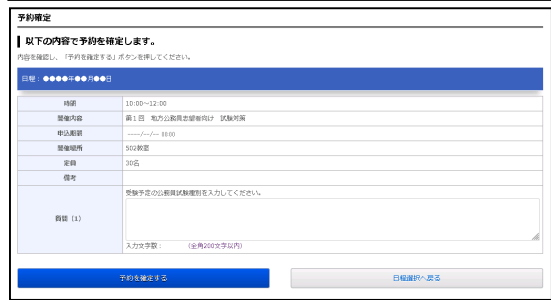 予約確定
以下の内容で予約を確定します。
内容を確認し、「予約を確定する」ボタンを押してください。
日程：●●●●年●●月●●日
時間 10:00～12:00
開催内容 第１回 地方公務員志望者向け 試験対策
申込期限 ----/--/-- 00:00
開催場所 502教室
定員 30名
備考
質問（1） 受験予定の公務員試験種別を入力してください。
入力文字数： （全角200文字以内）
予約を確定する 日程選択へ戻る